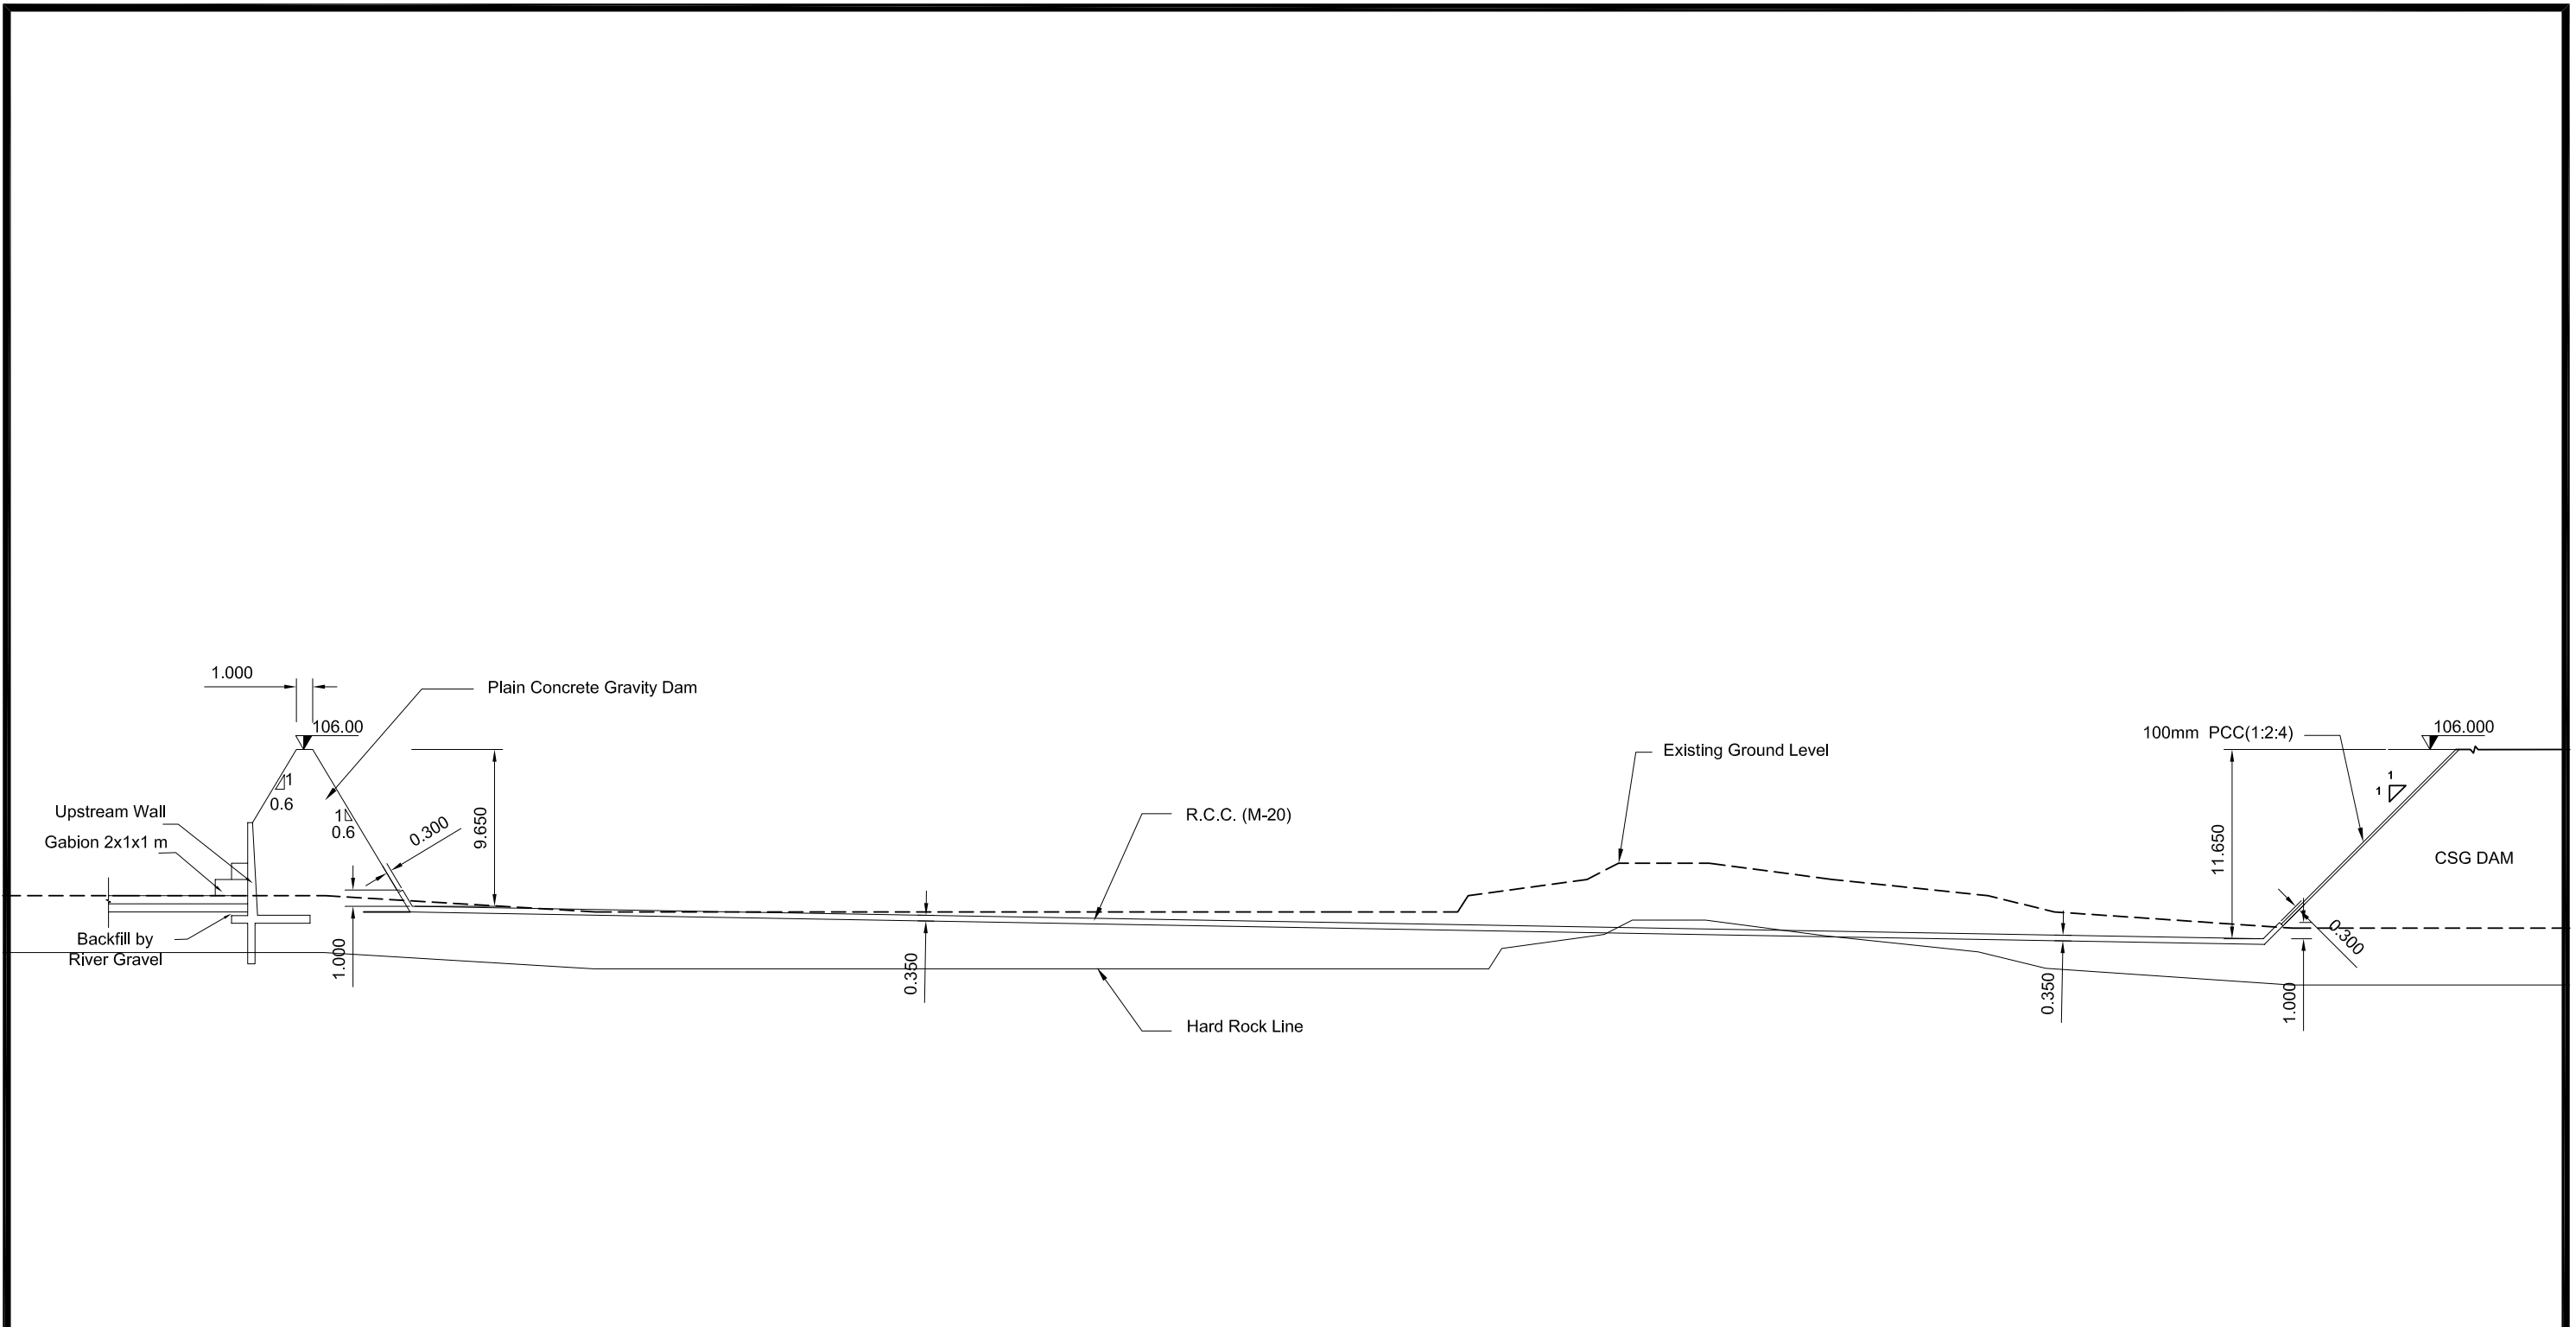 1.000
Plain Concrete Gravity Dam
106.00
106.000
100mm PCC(1:2:4)
Existing Ground Level
1
0.6
1
1
Upstream Wall
1
0.6
0.300
9.650
R.C.C. (M-20)
11.650
Gabion 2x1x1 m
CSG DAM
Backfill by
River Gravel
1.000
0.350
0.350
0.300
1.000
Hard Rock Line